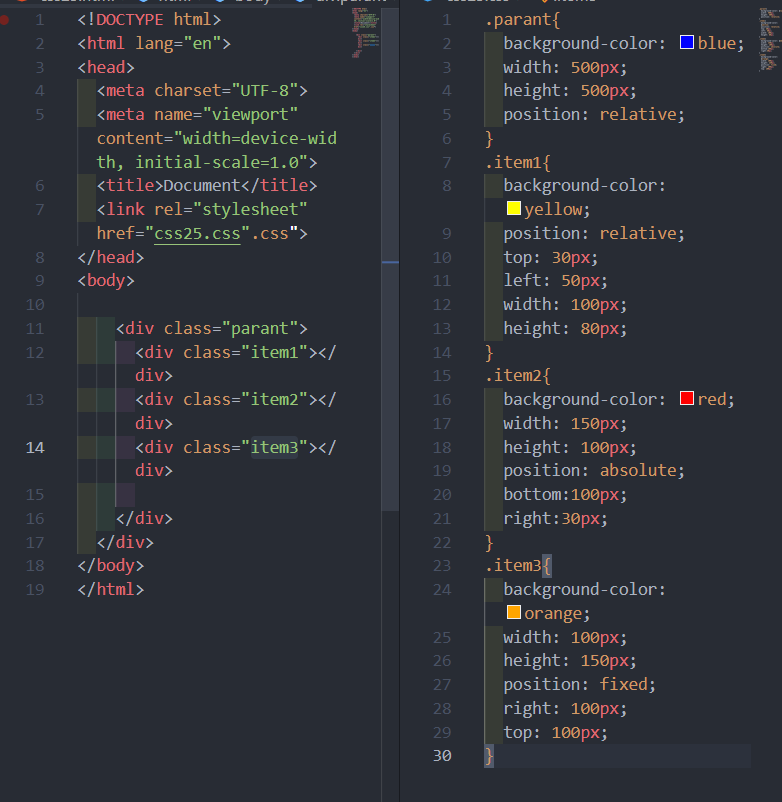 1 <!DOCTYPE html>
2 <html lang="en">
3 <head>
4 <meta charset="UTF-8">
5 <meta name="viewport"
content="width=device-wid
th, initial-scale=1.0">
6 <title>Document</title>
7 <link rel="stylesheet"
href="css25.css".css">
8 </head>
9 <body>
10
11 <div class="parant">
12 <div class="item1"></
div>
13 <div class="item2"></
div>
14 <div class="item3"></
div>
15
16 </div>
17 </div>
18 </body>
19 </html>
1 .parant{
2 background-color: blue;
3 width: 500px;
4 height: 500px;
5 position: relative;
6 }
7 .item1{
8 background-color:
yellow;
9 position: relative;
10 top: 30px;
11 left: 50px;
12 width: 100px;
13 height: 80px;
14 }
15 .item2{
16 background-color: red;
17 width: 150px;
18 height: 100px;
19 position: absolute;
20 bottom:100px;
21 right:30px;
22 }
23 .item3{
24 background-color:
orange;
25 width: 100px;
26 height: 150px;
27 position: fixed;
28 right: 100px;
29 top: 100px;
30 }